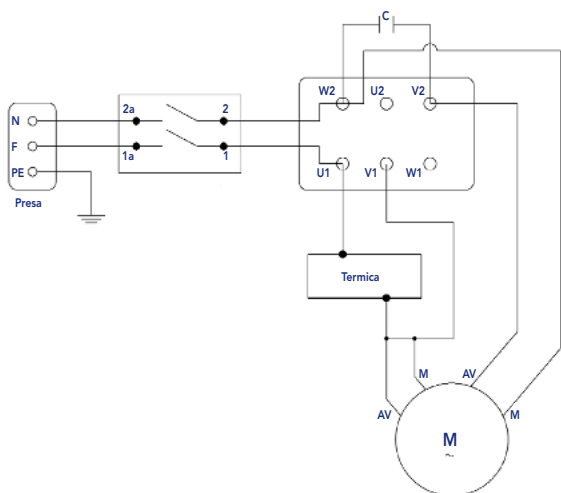 C
W2 U2 V2
N 2a 2
F 1a 1
PE
U1 V1 W1
Presa
Termica
M AV
AV M
M
~